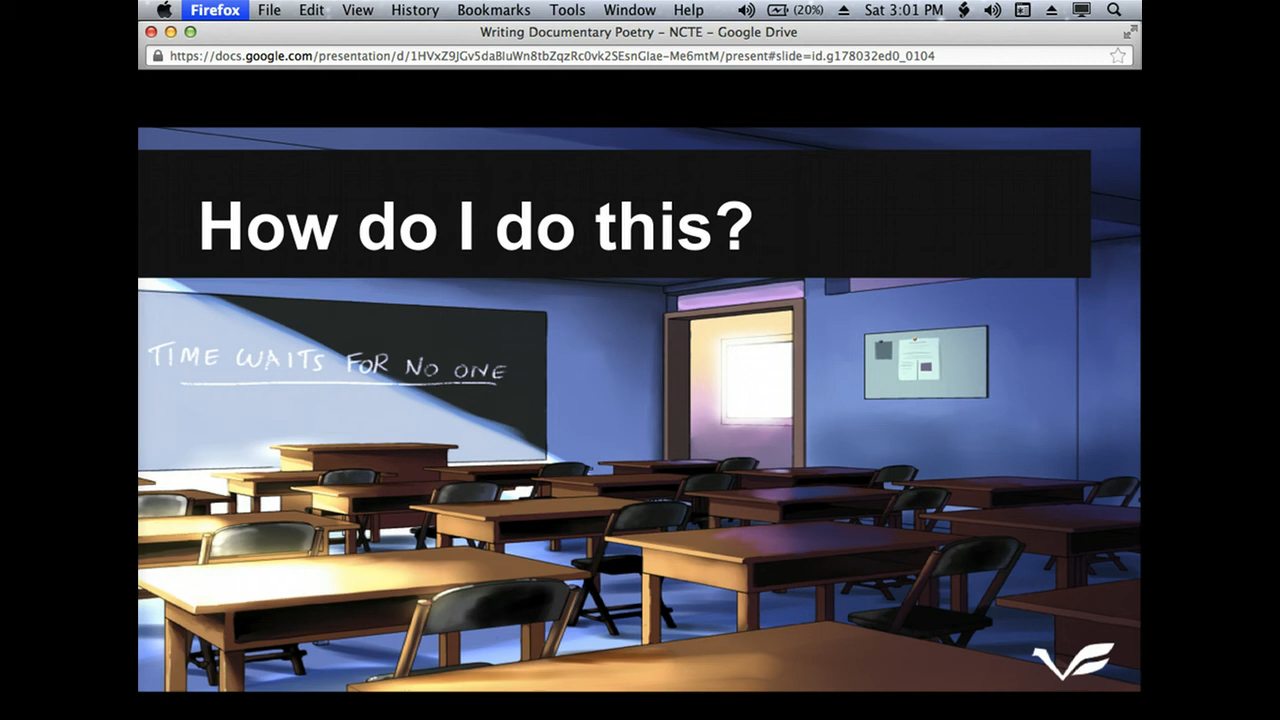 Firefox File Edit View History Bookmarks Tools Window Help (20%) Sat 3:01 PM
Writing Documentary Poetry – NCTE – Google Drive
https://docs.google.com/presentation/d/1HVxZ9JGv5daBluWn8tbZqzRc0vk2SEsnGIae-Me6mtM/present#slide=id.g178032ed0_0104
How do I do this?
TIME WAITS FOR NO ONE